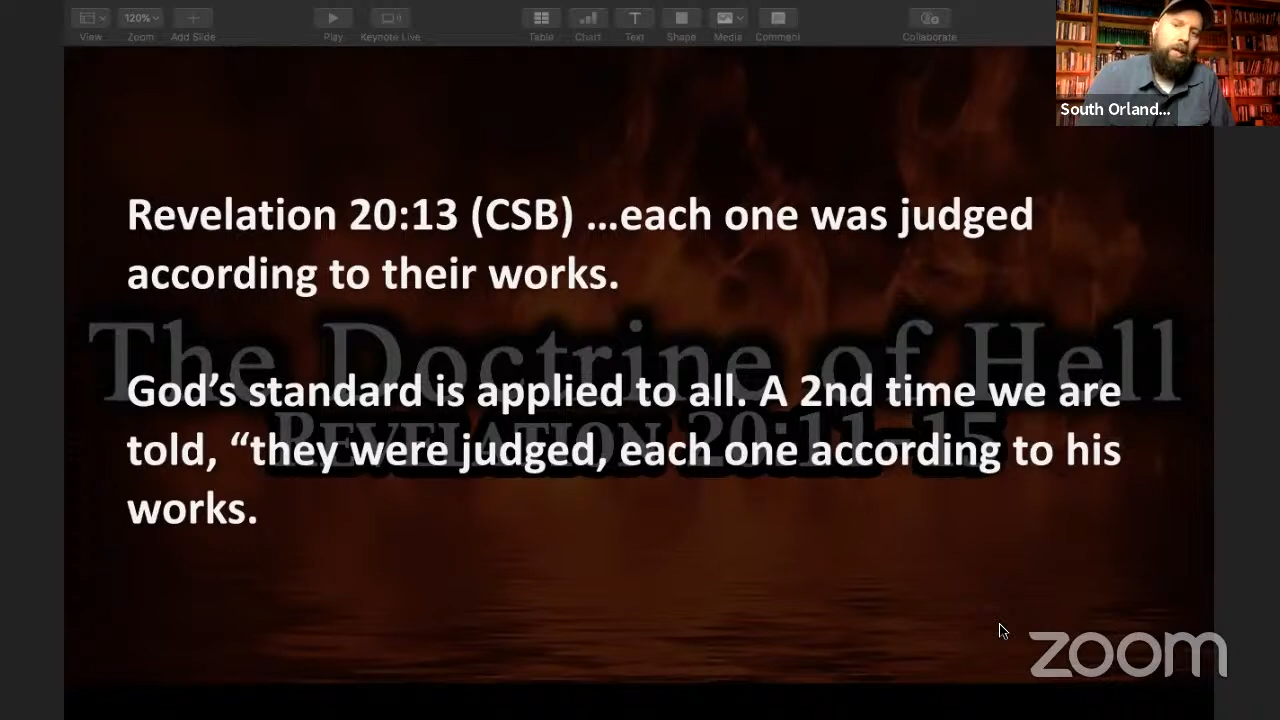 120%
View
Zoom
Add Slide
Play
Keynote Live
Table
Chart
Text
Shape
Media
Comment
Collaborate
South Orland...
Revelation 20:13 (CSB) …each one was judged
according to their works.
The Doctrine of Hell
Revelation 20:11-15
God’s standard is applied to all. A 2nd time we are
told, “they were judged, each one according to his
works.
zoom